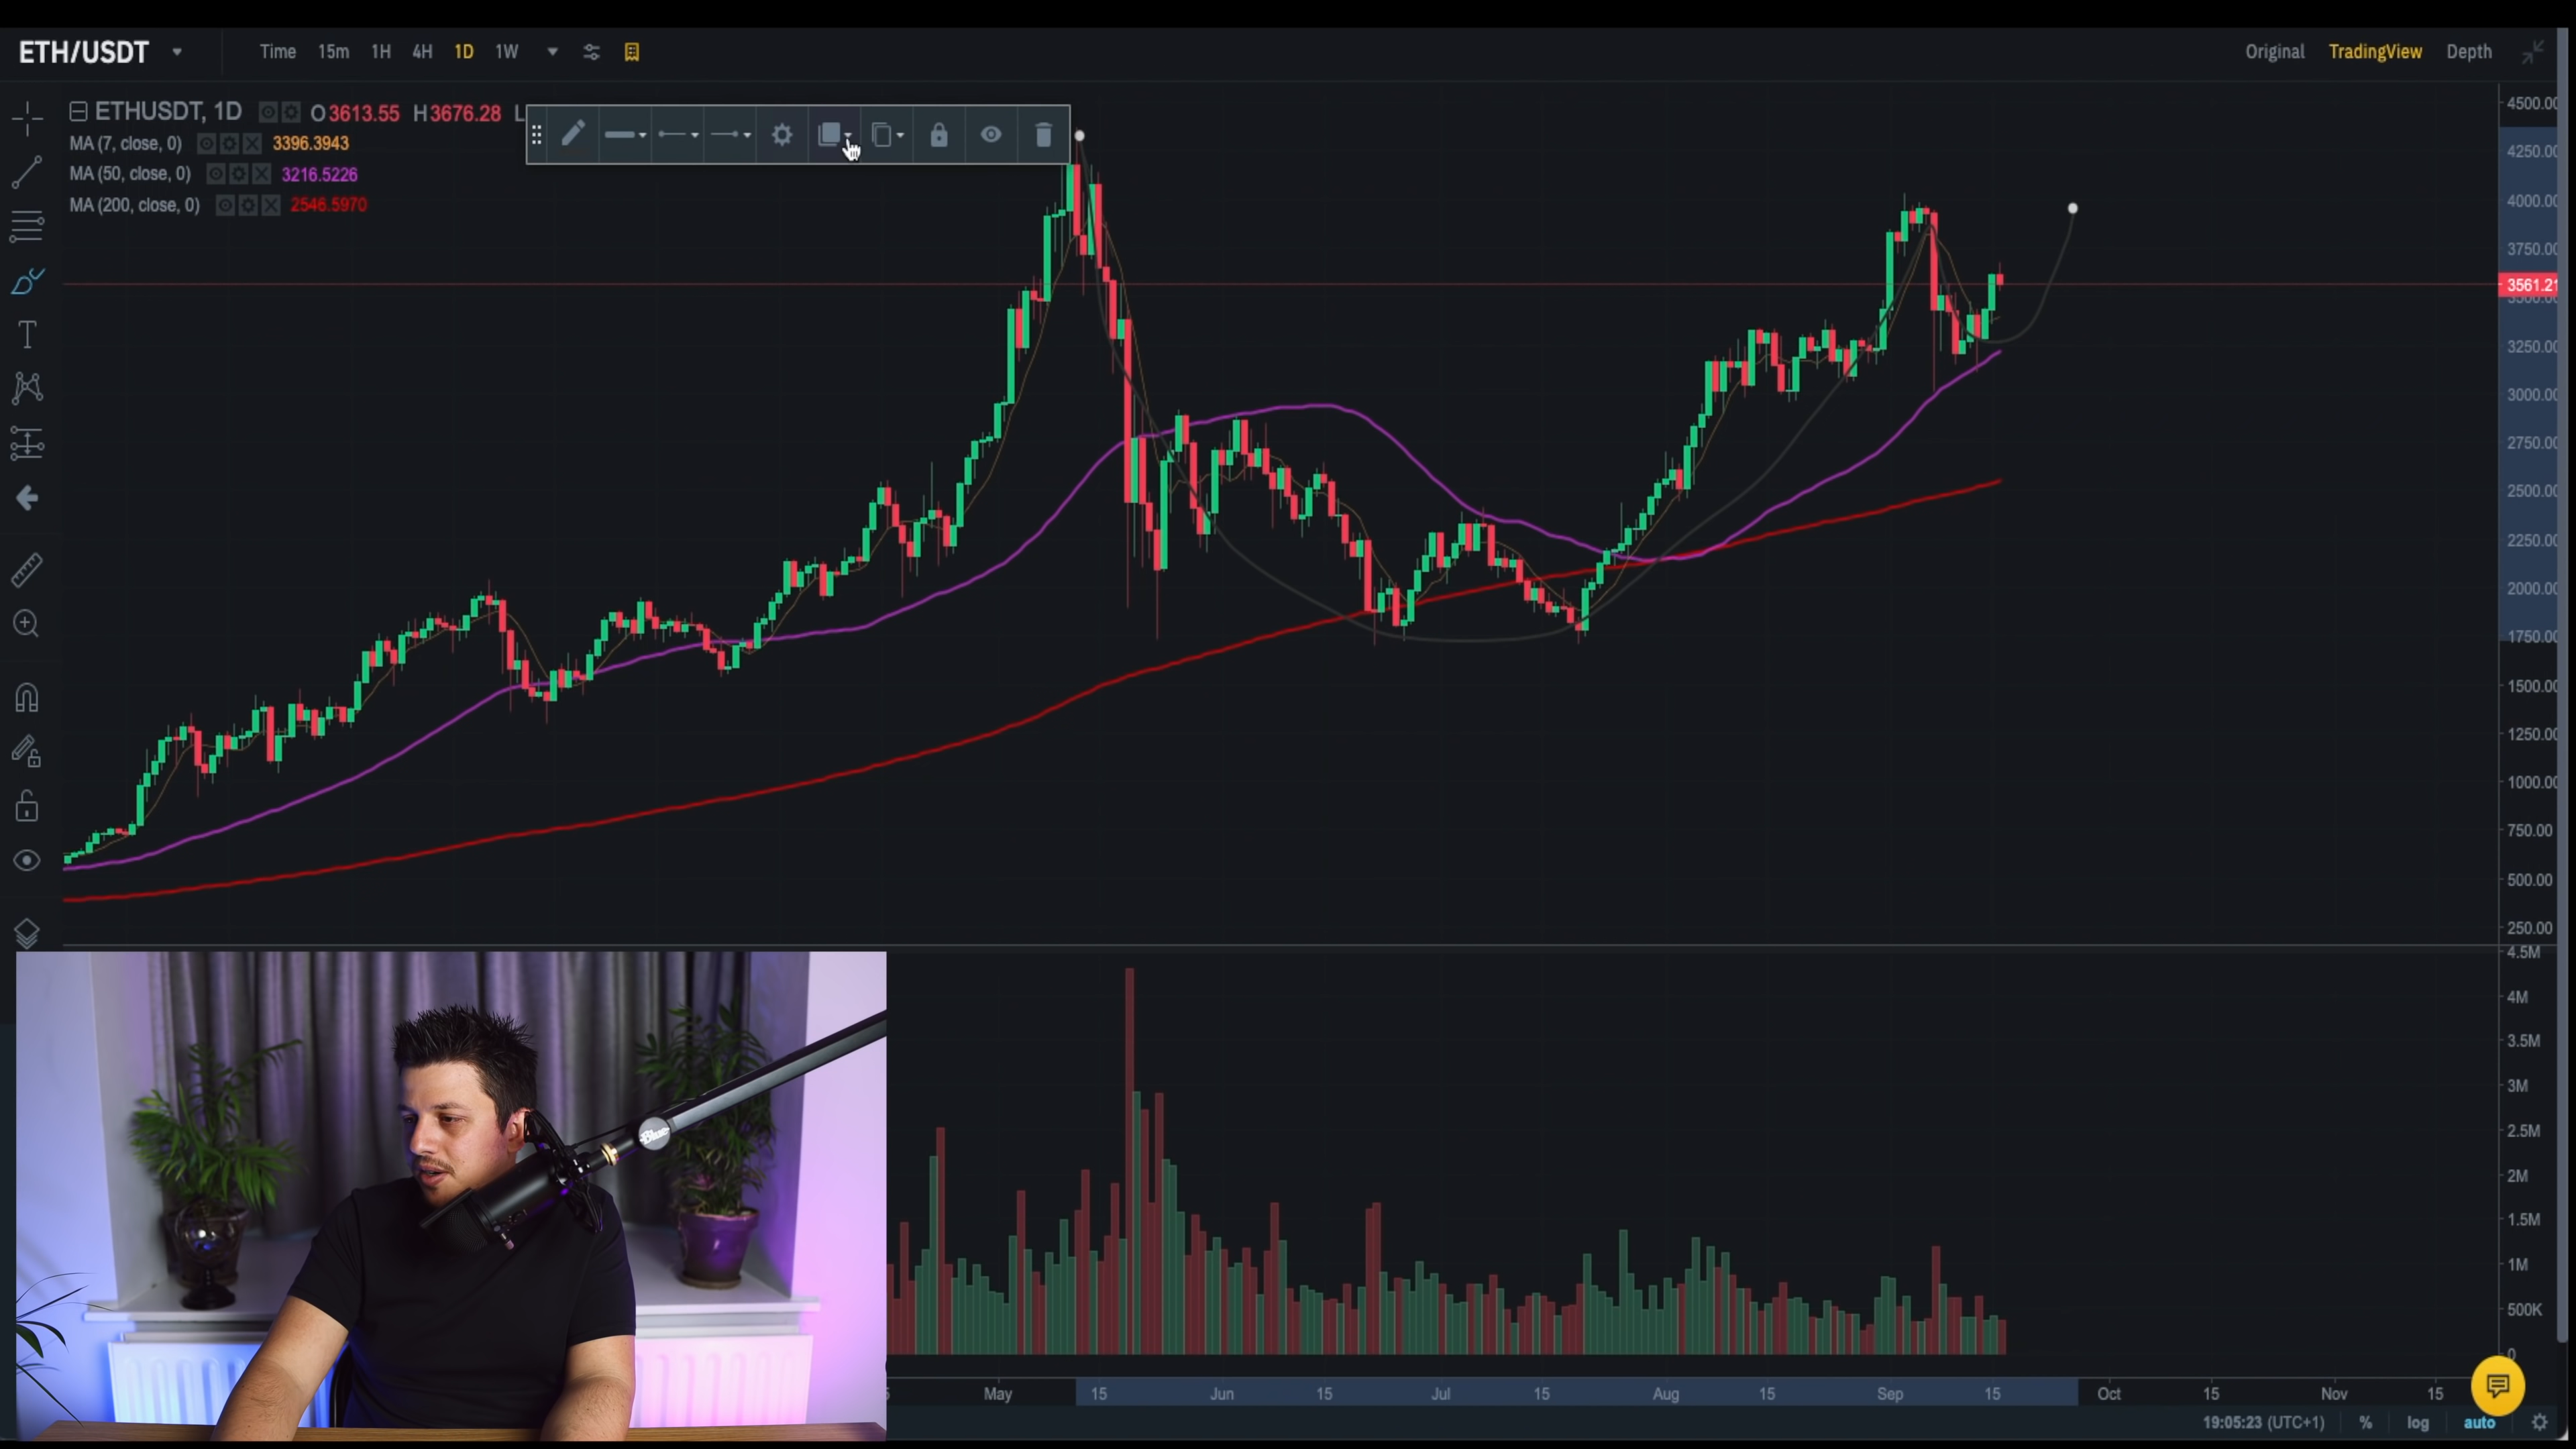 ETH/USDT Time 15m 1H 4H 1D 1W Original TradingView Depth
ETHUSDT, 1D O3613.55 H3676.28 L
MA (7, close, 0) 3396.3943
MA (50, close, 0) 3216.5226
MA (200, close, 0) 2546.5970
4500.00
4250.00
4000.00
3750.00
3561.21
3500.00
3250.00
3000.00
2750.00
2500.00
2250.00
2000.00
1750.00
1500.00
1250.00
1000.00
750.00
500.00
250.00
4.5M
4M
3.5M
3M
2.5M
2M
1.5M
1M
500K
0
Blue
May 15 Jun 15 Jul 15 Aug 15 Sep 15 Oct 15 Nov 15
19:05:23 (UTC+1) % log auto